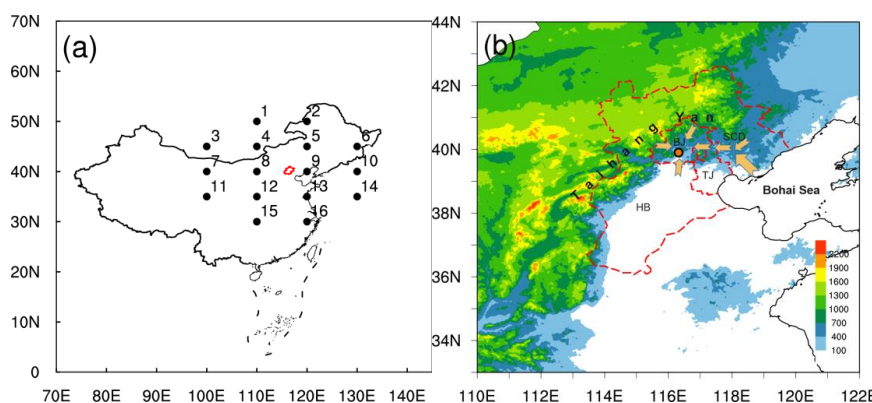 (a)
70N
60N
50N
40N
30N
20N
10N
0
70E 80E 90E 100E 110E 120E 130E 140E
1 2
3 4 5 6
7 8 9 10
11 12 13 14
15 16
(b)
44N
42N
40N
38N
36N
34N
110E 112E 114E 116E 118E 120E 122E
Yan
Taihang
BJ
SCD
TJ
HB
Bohai Sea
2200
1900
1600
1300
1000
700
400
100